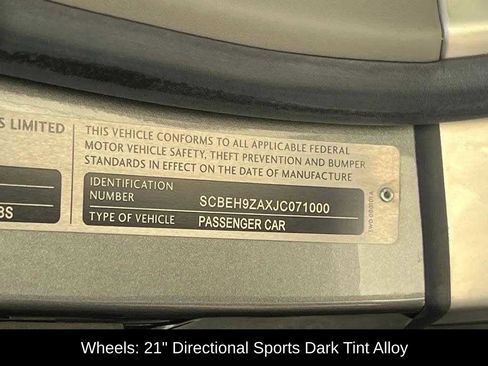 S LIMITED
THIS VEHICLE CONFORMS TO ALL APPLICABLE FEDERAL
MOTOR VEHICLE SAFETY, THEFT PREVENTION AND BUMPER
STANDARDS IN EFFECT ON THE DATE OF MANUFACTURE
BS
IDENTIFICATION
NUMBER
SCBEH9ZAXJC071000
TYPE OF VEHICLE
PASSENGER CAR
Wheels: 21" Directional Sports Dark Tint Alloy